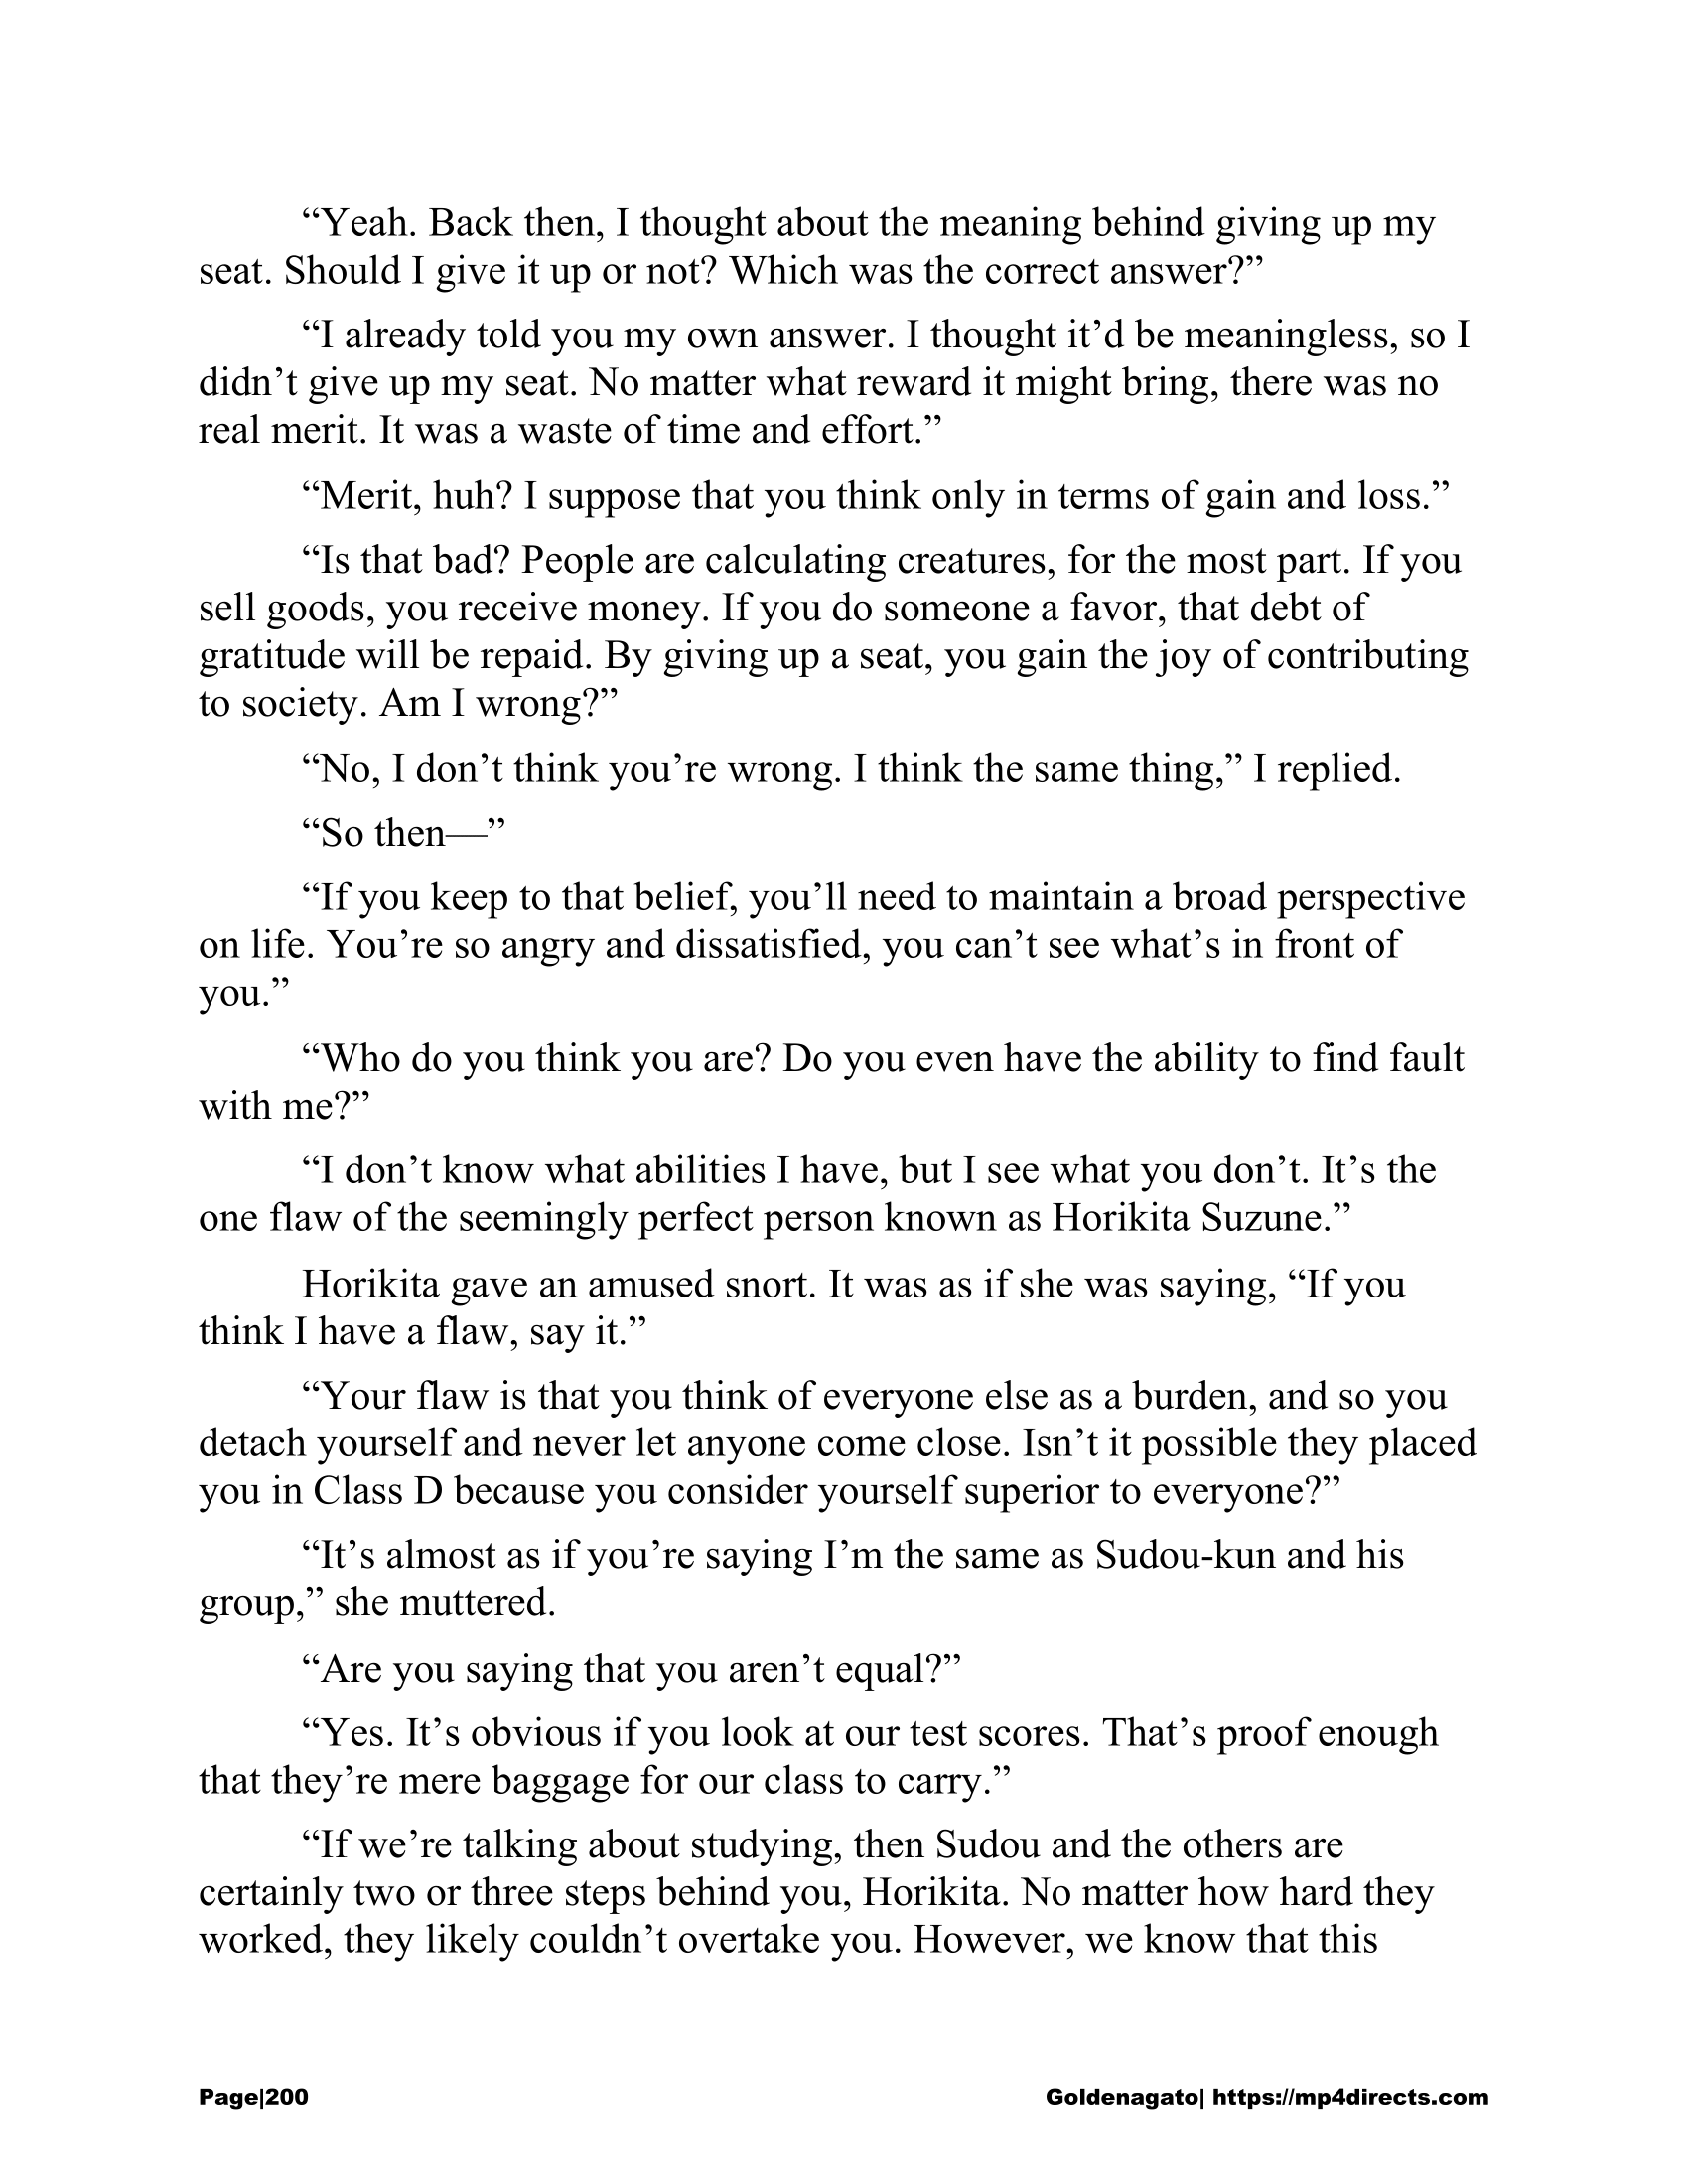 “Yeah. Back then, I thought about the meaning behind giving up my
seat. Should I give it up or not? Which was the correct answer?”
“I already told you my own answer. I thought it’d be meaningless, so I
didn’t give up my seat. No matter what reward it might bring, there was no
real merit. It was a waste of time and effort.”
“Merit, huh? I suppose that you think only in terms of gain and loss.”
“Is that bad? People are calculating creatures, for the most part. If you
sell goods, you receive money. If you do someone a favor, that debt of
gratitude will be repaid. By giving up a seat, you gain the joy of contributing
to society. Am I wrong?”
“No, I don’t think you’re wrong. I think the same thing,” I replied.
“So then—”
“If you keep to that belief, you’ll need to maintain a broad perspective
on life. You’re so angry and dissatisfied, you can’t see what’s in front of
you.”
“Who do you think you are? Do you even have the ability to find fault
with me?”
“I don’t know what abilities I have, but I see what you don’t. It’s the
one flaw of the seemingly perfect person known as Horikita Suzune.”
Horikita gave an amused snort. It was as if she was saying, “If you
think I have a flaw, say it.”
“Your flaw is that you think of everyone else as a burden, and so you
detach yourself and never let anyone come close. Isn’t it possible they placed
you in Class D because you consider yourself superior to everyone?”
“It’s almost as if you’re saying I’m the same as Sudou-kun and his
group,” she muttered.
“Are you saying that you aren’t equal?”
“Yes. It’s obvious if you look at our test scores. That’s proof enough
that they’re mere baggage for our class to carry.”
“If we’re talking about studying, then Sudou and the others are
certainly two or three steps behind you, Horikita. No matter how hard they
worked, they likely couldn’t overtake you. However, we know that this
Page|200 Goldenagato| https://mp4directs.com